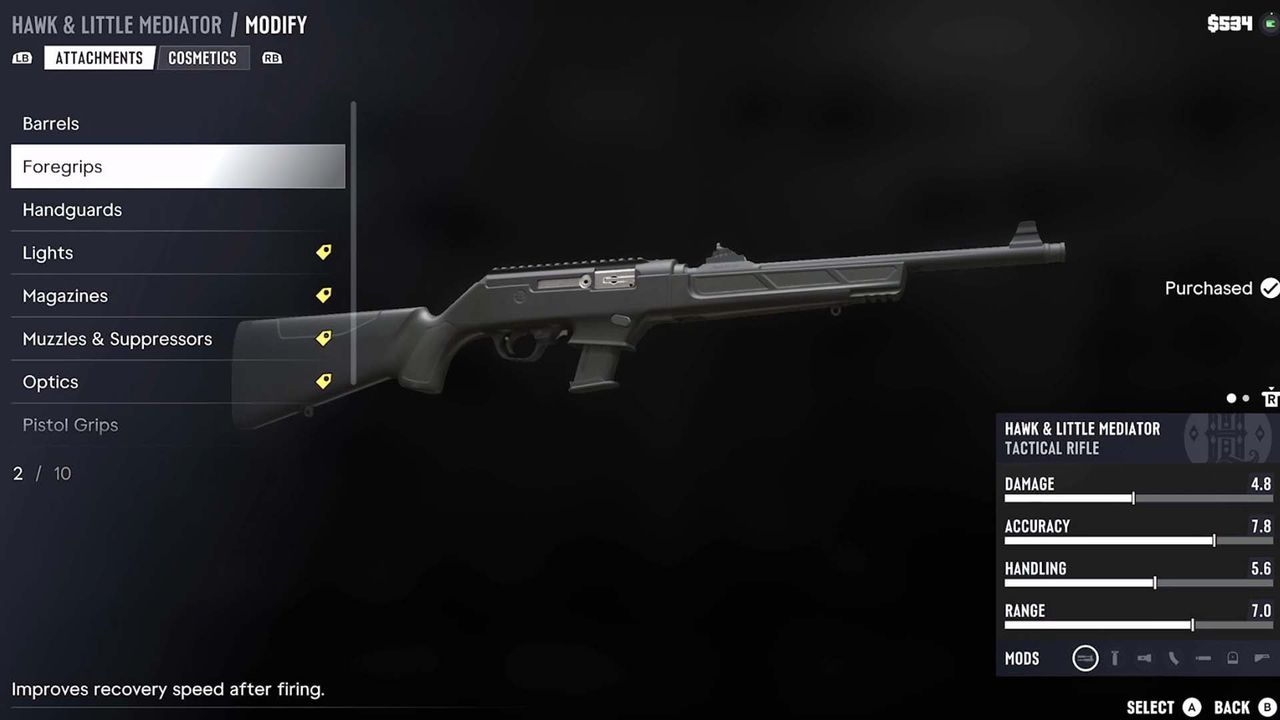 HAWK & LITTLE MEDIATOR / MODIFY
$534
LB ATTACHMENTS COSMETICS RB
Barrels
Foregrips
Handguards
Lights
Magazines
Muzzles & Suppressors
Optics
Pistol Grips
2 / 10
Purchased
R
HAWK & LITTLE MEDIATOR
TACTICAL RIFLE
DAMAGE 4.8
ACCURACY 7.8
HANDLING 5.6
RANGE 7.0
MODS
Improves recovery speed after firing.
SELECT A BACK B